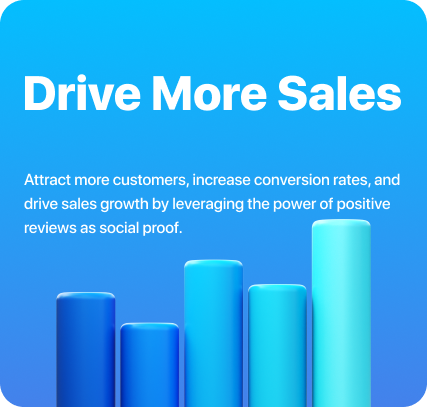 Drive More Sales
Attract more customers, increase conversion rates, and
drive sales growth by leveraging the power of positive
reviews as social proof.